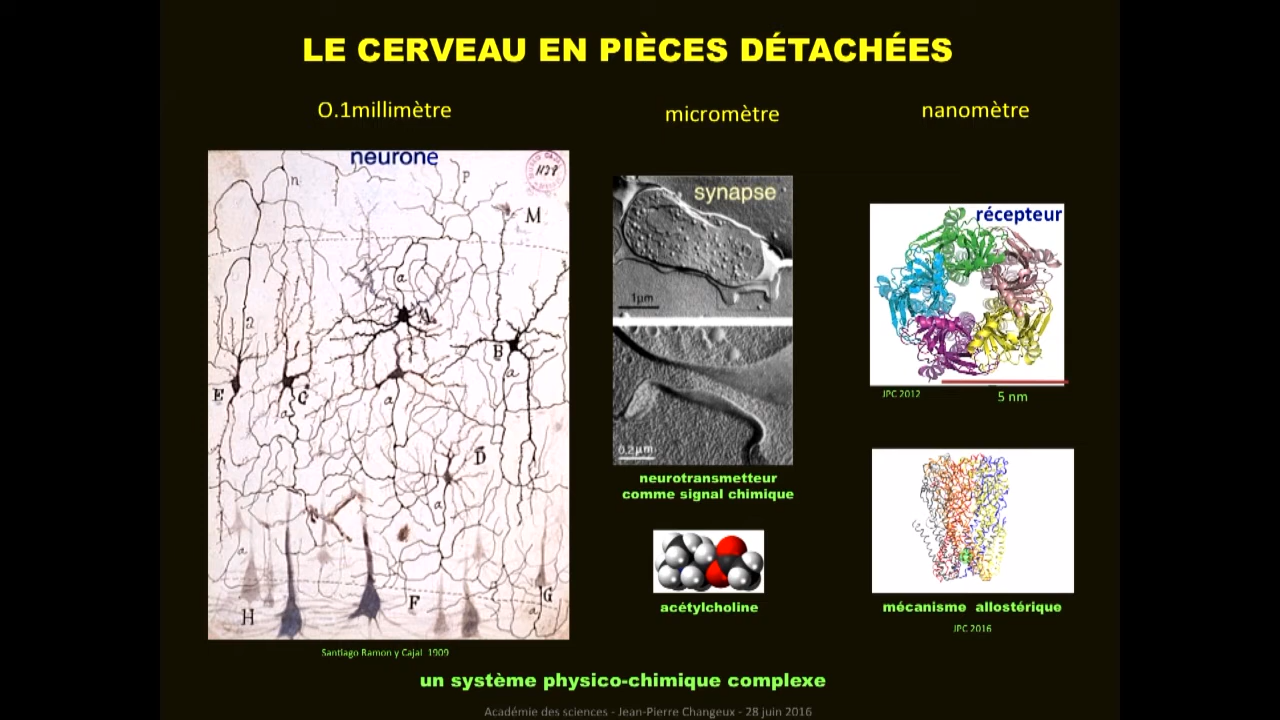 LE CERVEAU EN PIÈCES DÉTACHÉES
O.1millimètre
micromètre
nanomètre
neurone
n
P
1128
M
a
A
a
B
a
E
G
a
a
D
a
a
F
G
a
H
Santiago Ramon y Cajal 1909
synapse
1µm
0.2µm
neurotransmetteur
comme signal chimique
acétylcholine
récepteur
JPC 2012
5 nm
mécanisme allostérique
JPC 2016
un système physico-chimique complexe
Académie des sciences - Jean-Pierre Changeux - 28 juin 2016